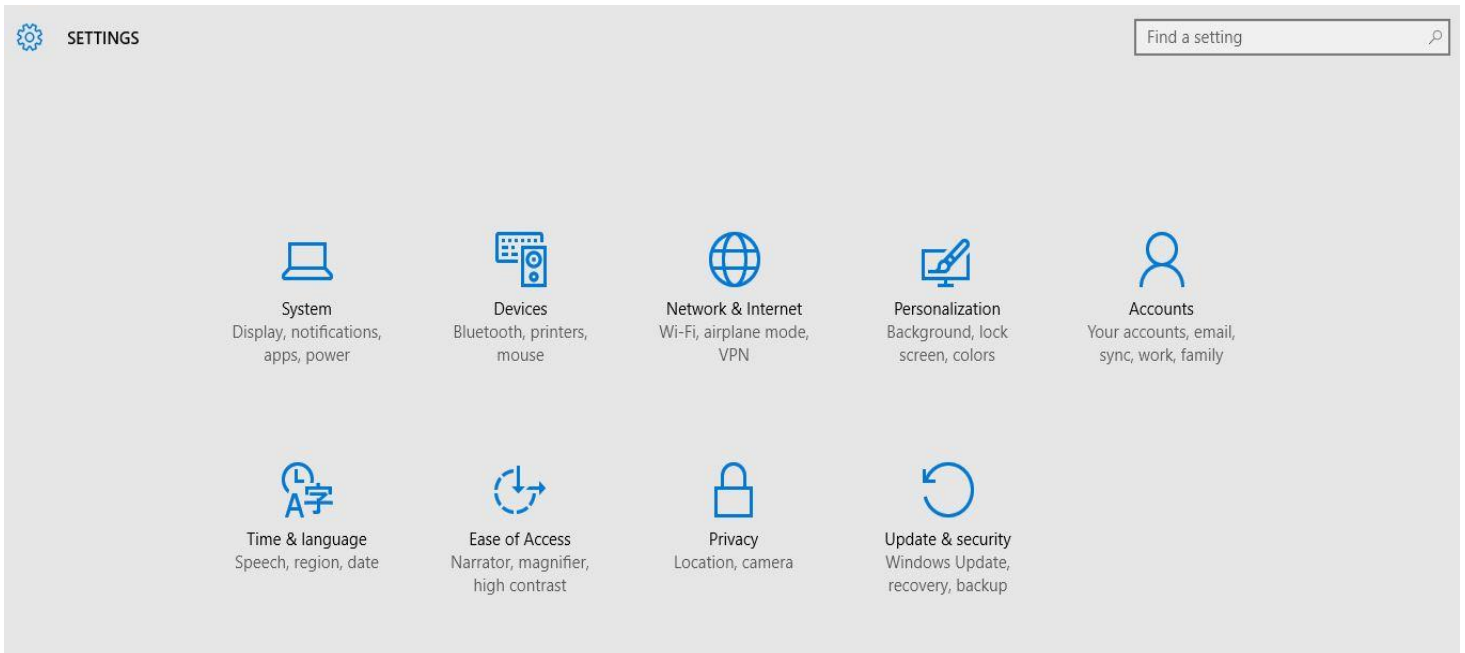 SETTINGS
Find a setting
System
Display, notifications,
apps, power
Devices
Bluetooth, printers,
mouse
Network & Internet
Wi-Fi, airplane mode,
VPN
Personalization
Background, lock
screen, colors
Accounts
Your accounts, email,
sync, work, family
A字
Time & language
Speech, region, date
Ease of Access
Narrator, magnifier,
high contrast
Privacy
Location, camera
Update & security
Windows Update,
recovery, backup